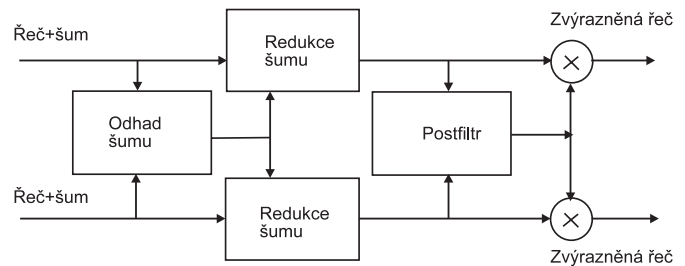 Řeč+šum
Redukce
šumu
Zvýrazněná řeč
×
Odhad
šumu
Postfiltr
Řeč+šum
Redukce
šumu
×
Zvýrazněná řeč